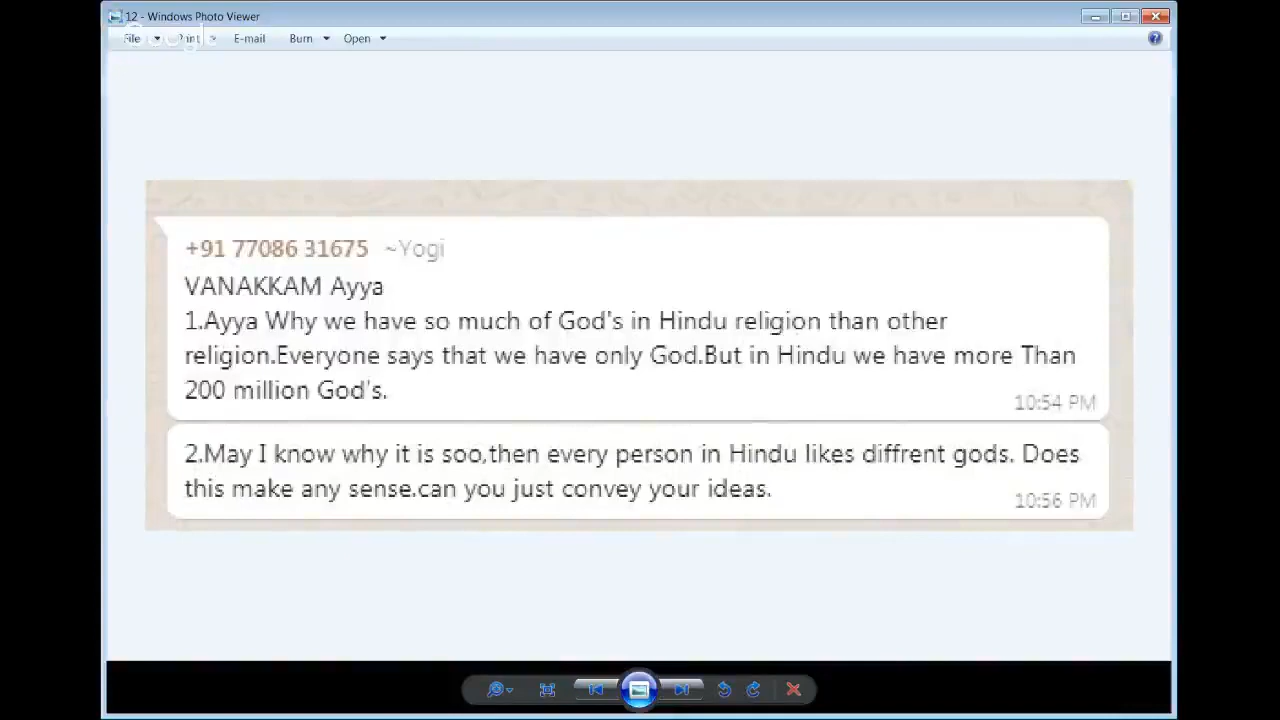 12 - Windows Photo Viewer
File Print E-mail Burn Open
+91 77086 31675 ~Yogi
VANAKKAM Ayya
1.Ayya Why we have so much of God's in Hindu religion than other
religion.Everyone says that we have only God.But in Hindu we have more Than
200 million God's.
10:54 PM
2.May I know why it is soo,then every person in Hindu likes diffrent gods. Does
this make any sense.can you just convey your ideas.
10:56 PM